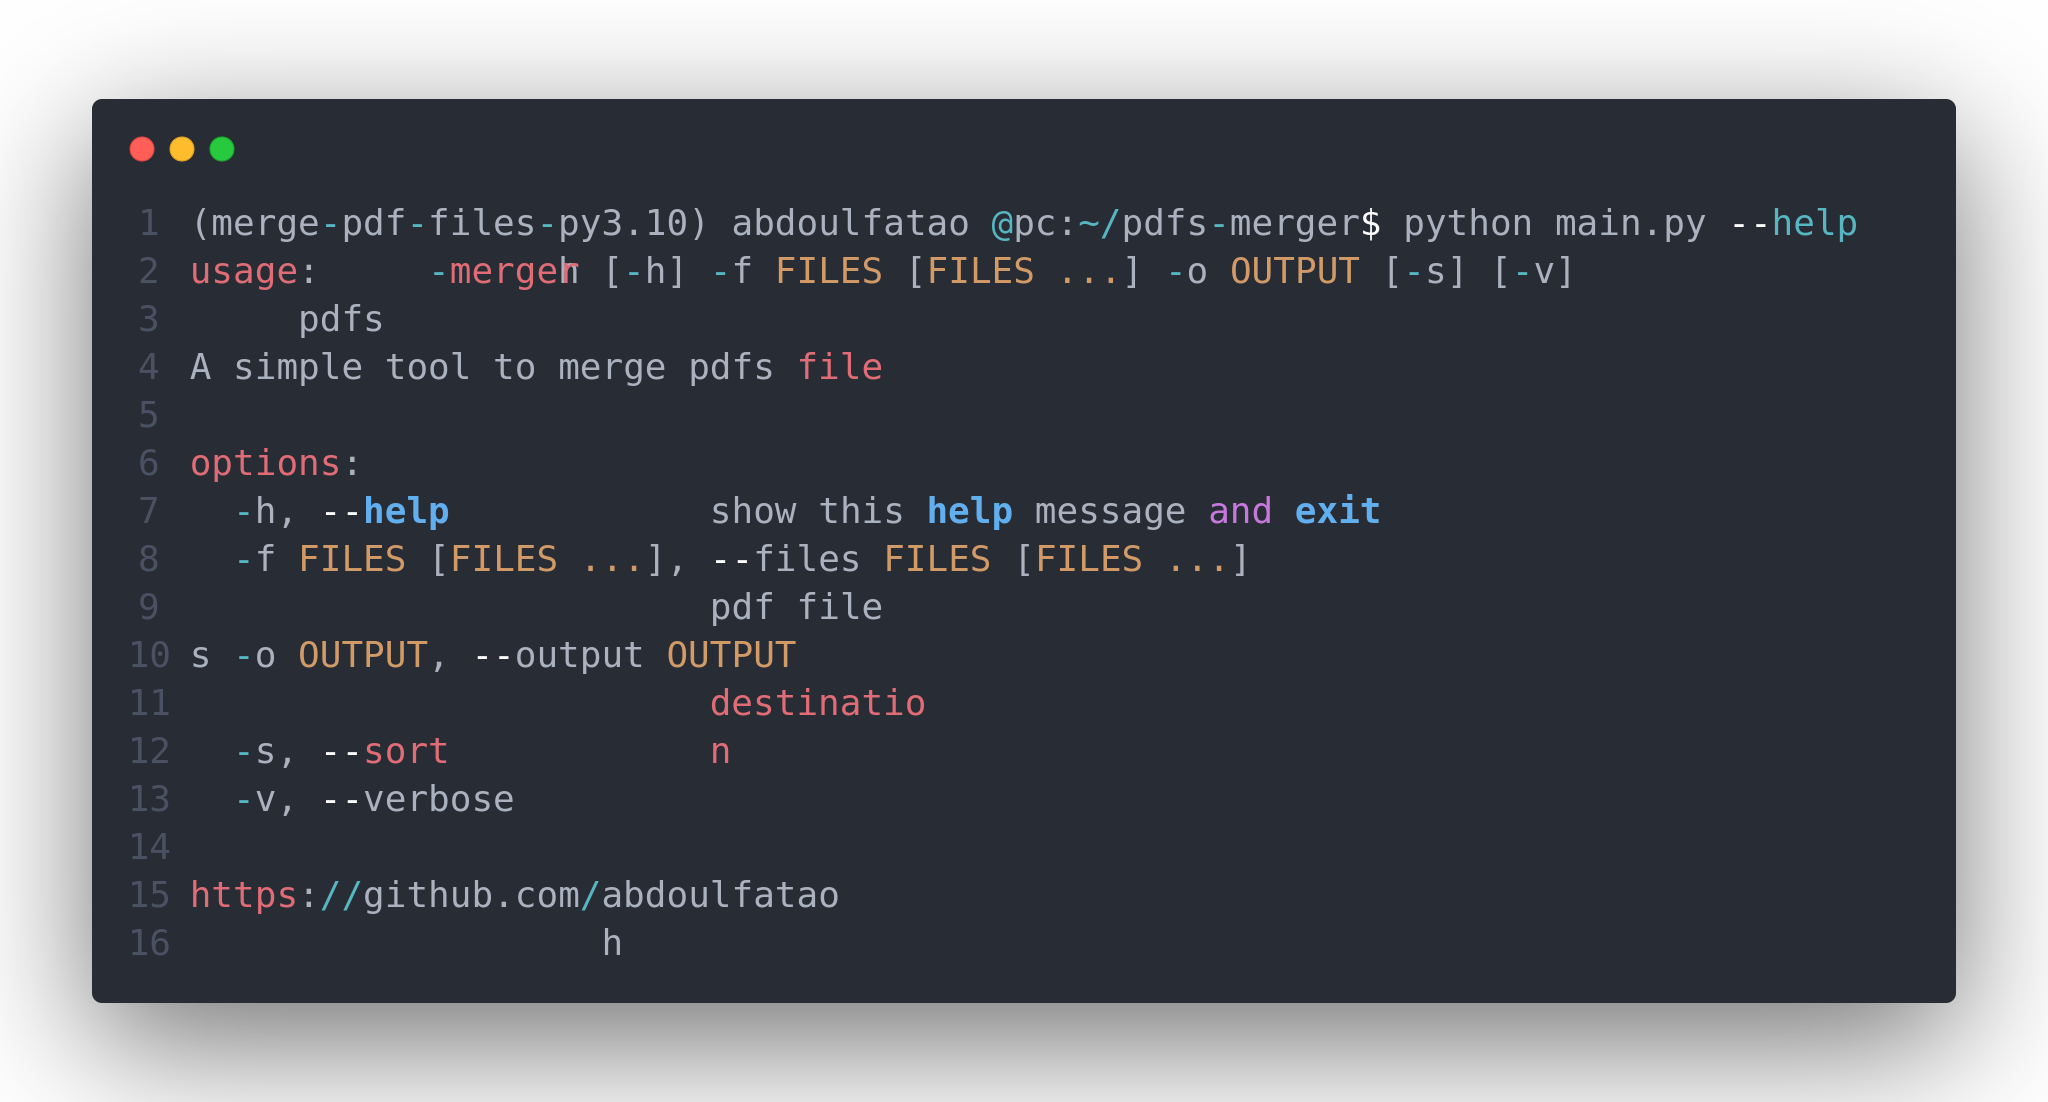 1 (merge-pdf-files-py3.10) abdoulfatao @pc:~/pdfs-merger$ python main.py --help
2 usage:     -mergerh [-h] -f FILES [FILES ...] -o OUTPUT [-s] [-v]
3      pdfs
4 A simple tool to merge pdfs file
5
6 options:
7   -h, --help            show this help message and exit
8   -f FILES [FILES ...], --files FILES [FILES ...]
9                         pdf file
10 s -o OUTPUT, --output OUTPUT
11                         destinatio
12   -s, --sort            n
13   -v, --verbose
14
15 https://github.com/abdoulfatao
16                    h